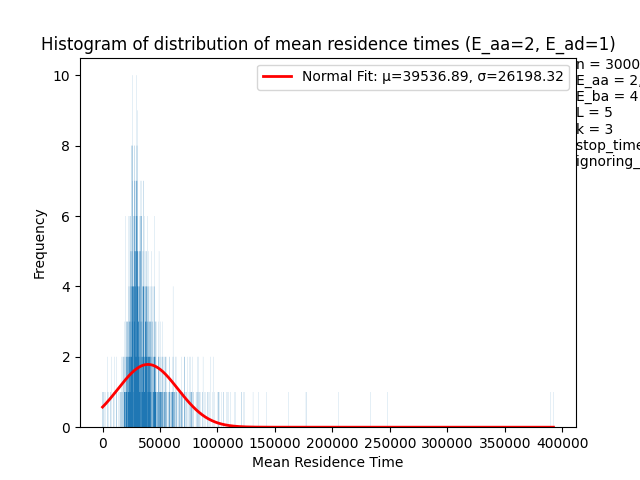 Histogram of distribution of mean residence times (E_aa=2, E_ad=1)
Normal Fit: μ=39536.89, σ=26198.32
n = 3000
E_aa = 2,
E_ba = 4
L = 5
k = 3
stop_time
ignoring_
10
8
6
4
2
0
Frequency
0 50000 100000 150000 200000 250000 300000 350000 400000
Mean Residence Time